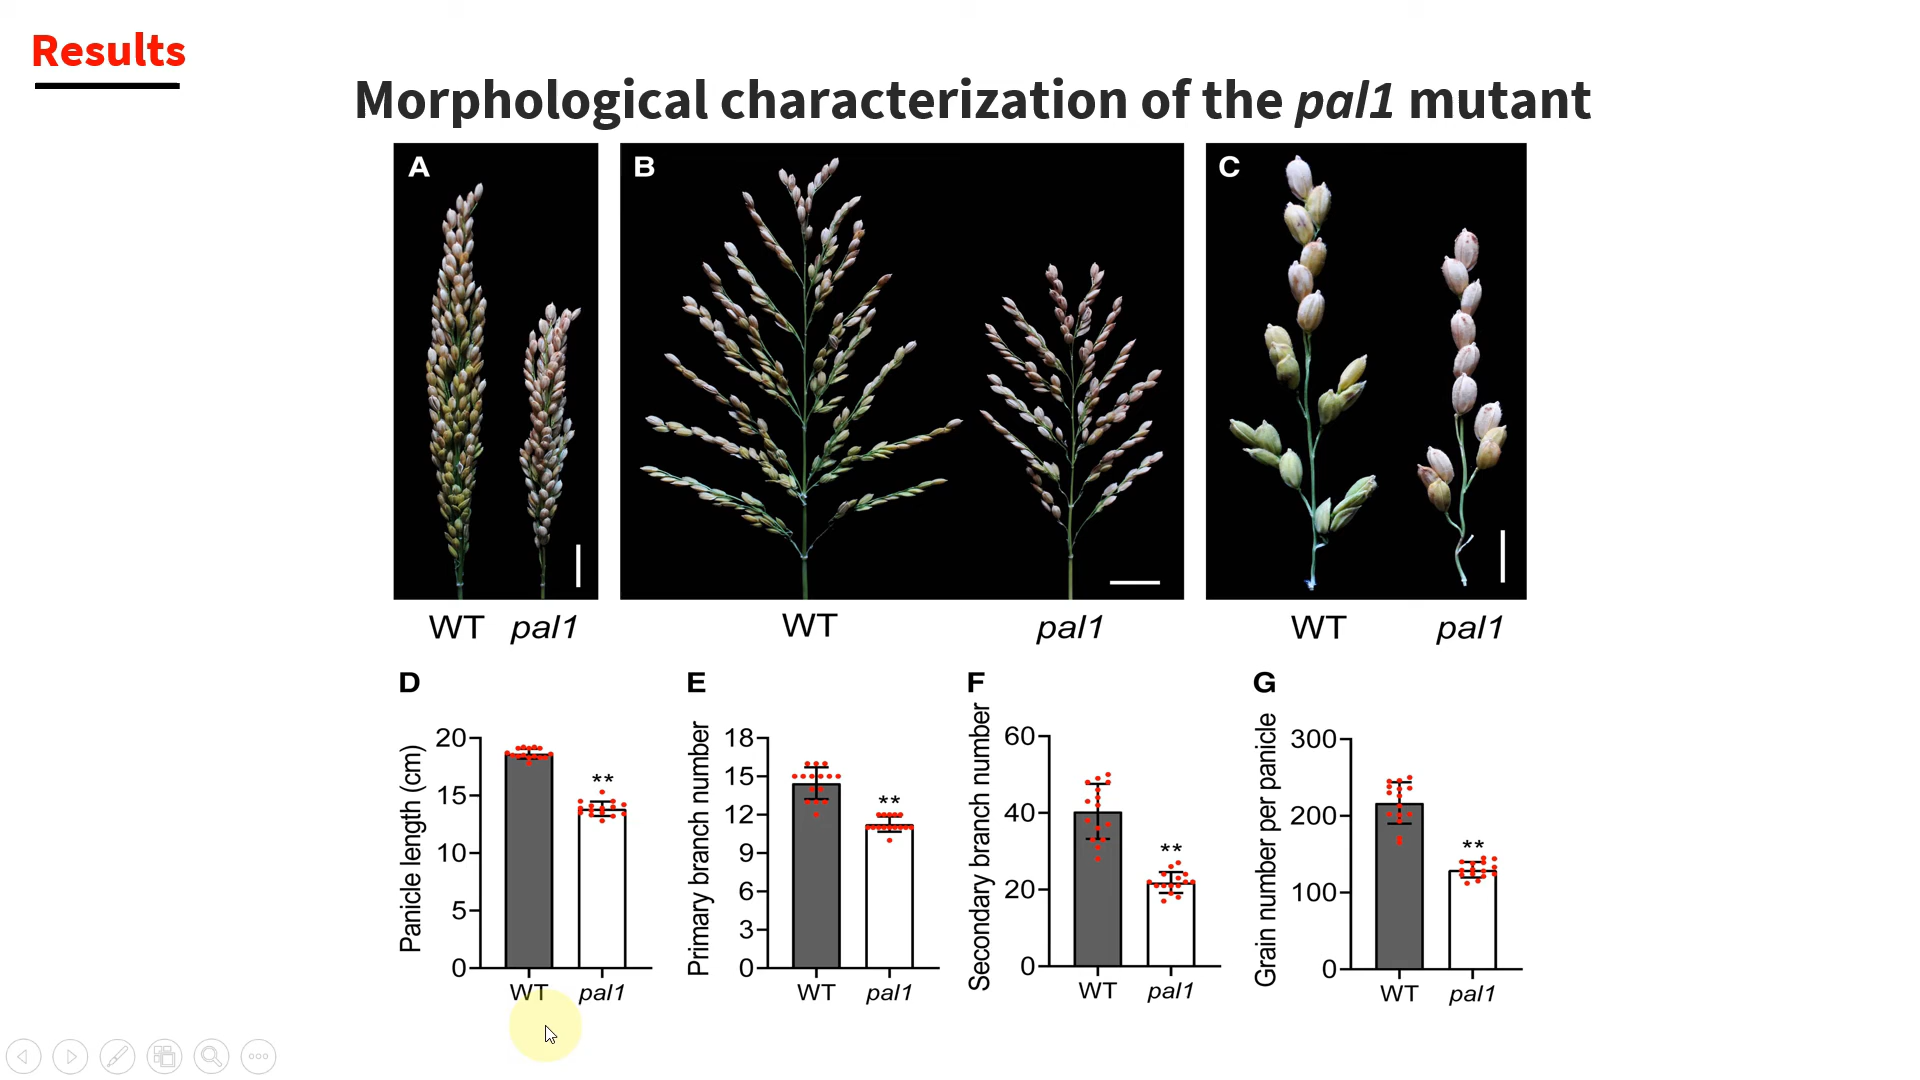 Results
Morphological characterization of the pal1 mutant
A
B
C
WT pal1
WT pal1
WT pal1
D
Panicle length (cm)
20
15
10
5
0
**
WT pal1
E
Primary branch number
18
15
12
9
6
3
0
**
WT pal1
F
Secondary branch number
60
40
20
0
**
WT pal1
G
Grain number per panicle
300
200
100
0
**
WT pal1